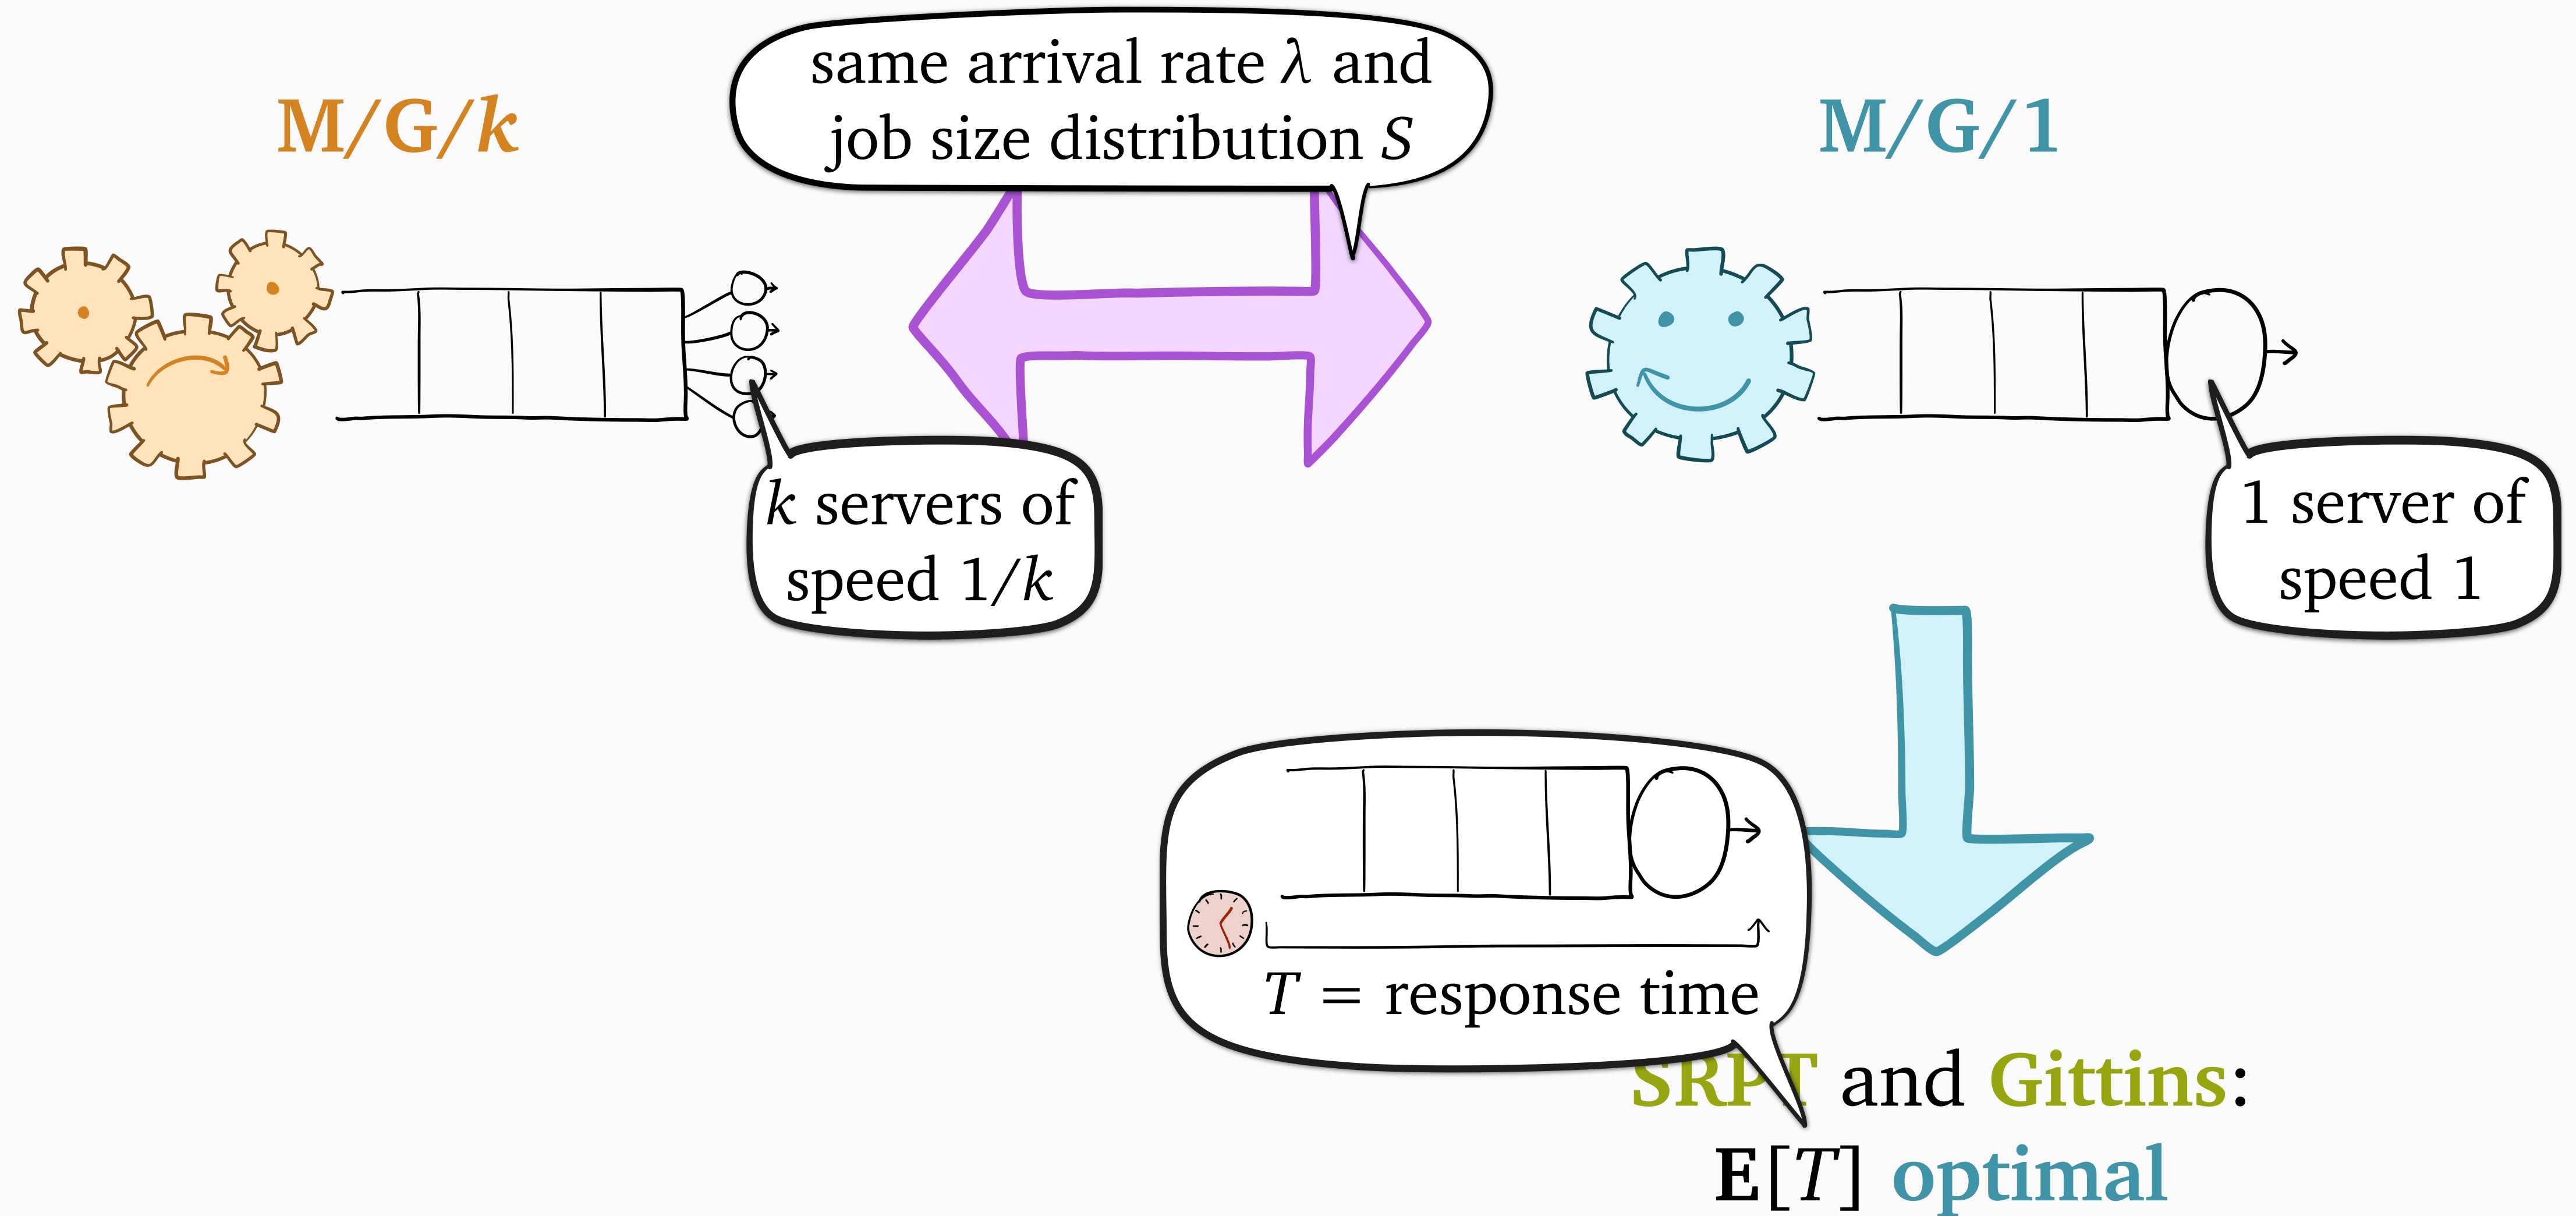 M/G/k
same arrival rate λ and
job size distribution S
M/G/1
k servers of
speed 1/k
1 server of
speed 1
T = response time
SRPT and Gittins:
E[T] optimal